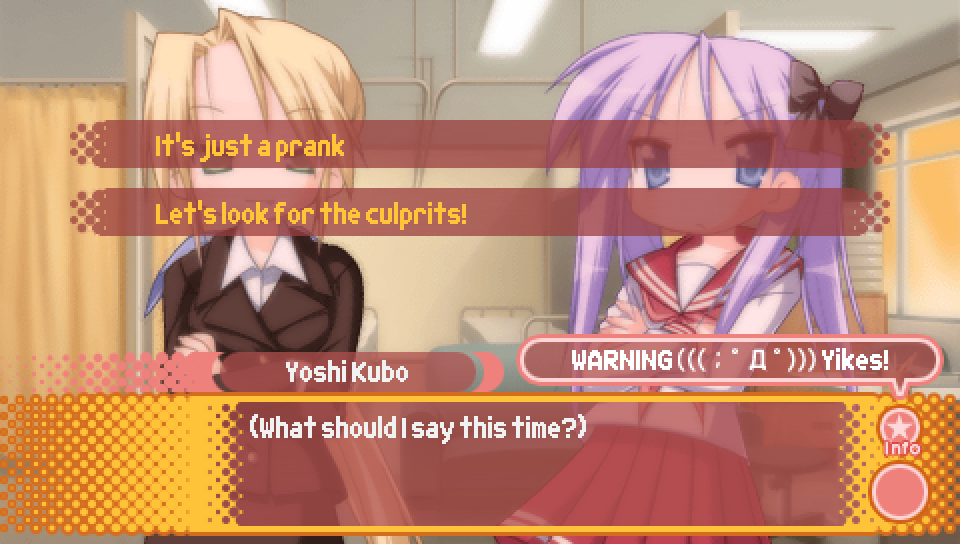 It's just a prank
Let's look for the culprits!
Yoshi Kubo
WARNING(((；ﾟДﾟ)))Yikes!
(What should I say this time?)
Info